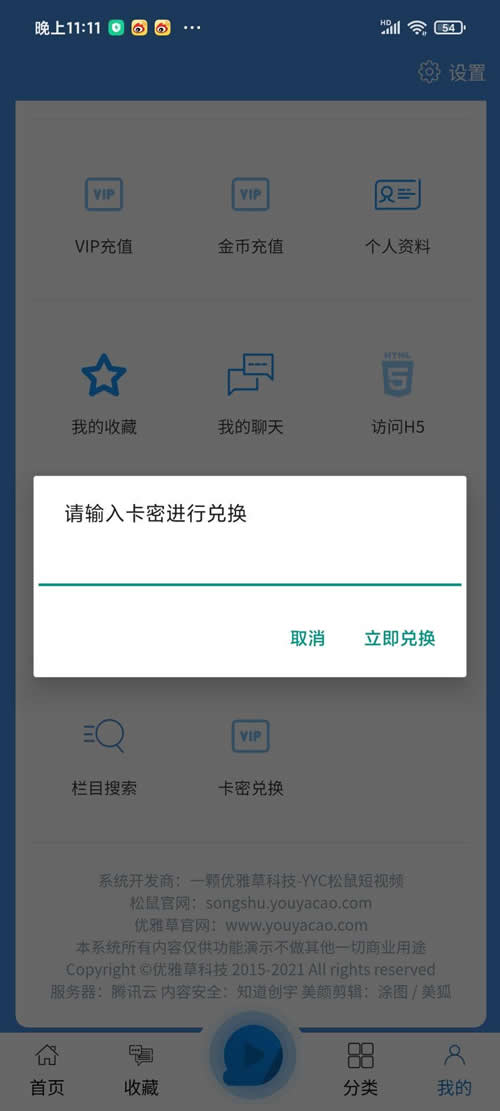 晚上11:11
HD
54
设置
VIP
VIP
VIP充值
金币充值
个人资料
HTML
5
我的收藏
我的聊天
访问H5
请输入卡密进行兑换
取消
立即兑换
VIP
栏目搜索
卡密兑换
系统开发商：一颗优雅草科技-YYC松鼠短视频
松鼠官网：songshu.youyacao.com
优雅草官网：www.youyacao.com
本系统所有内容仅供功能演示不做其他一切商业用途
Copyright ©优雅草科技 2015-2021 All rights reserved
服务器：腾讯云 内容安全：知道创宇 美颜剪辑：涂图 / 美狐
首页
收藏
分类
我的